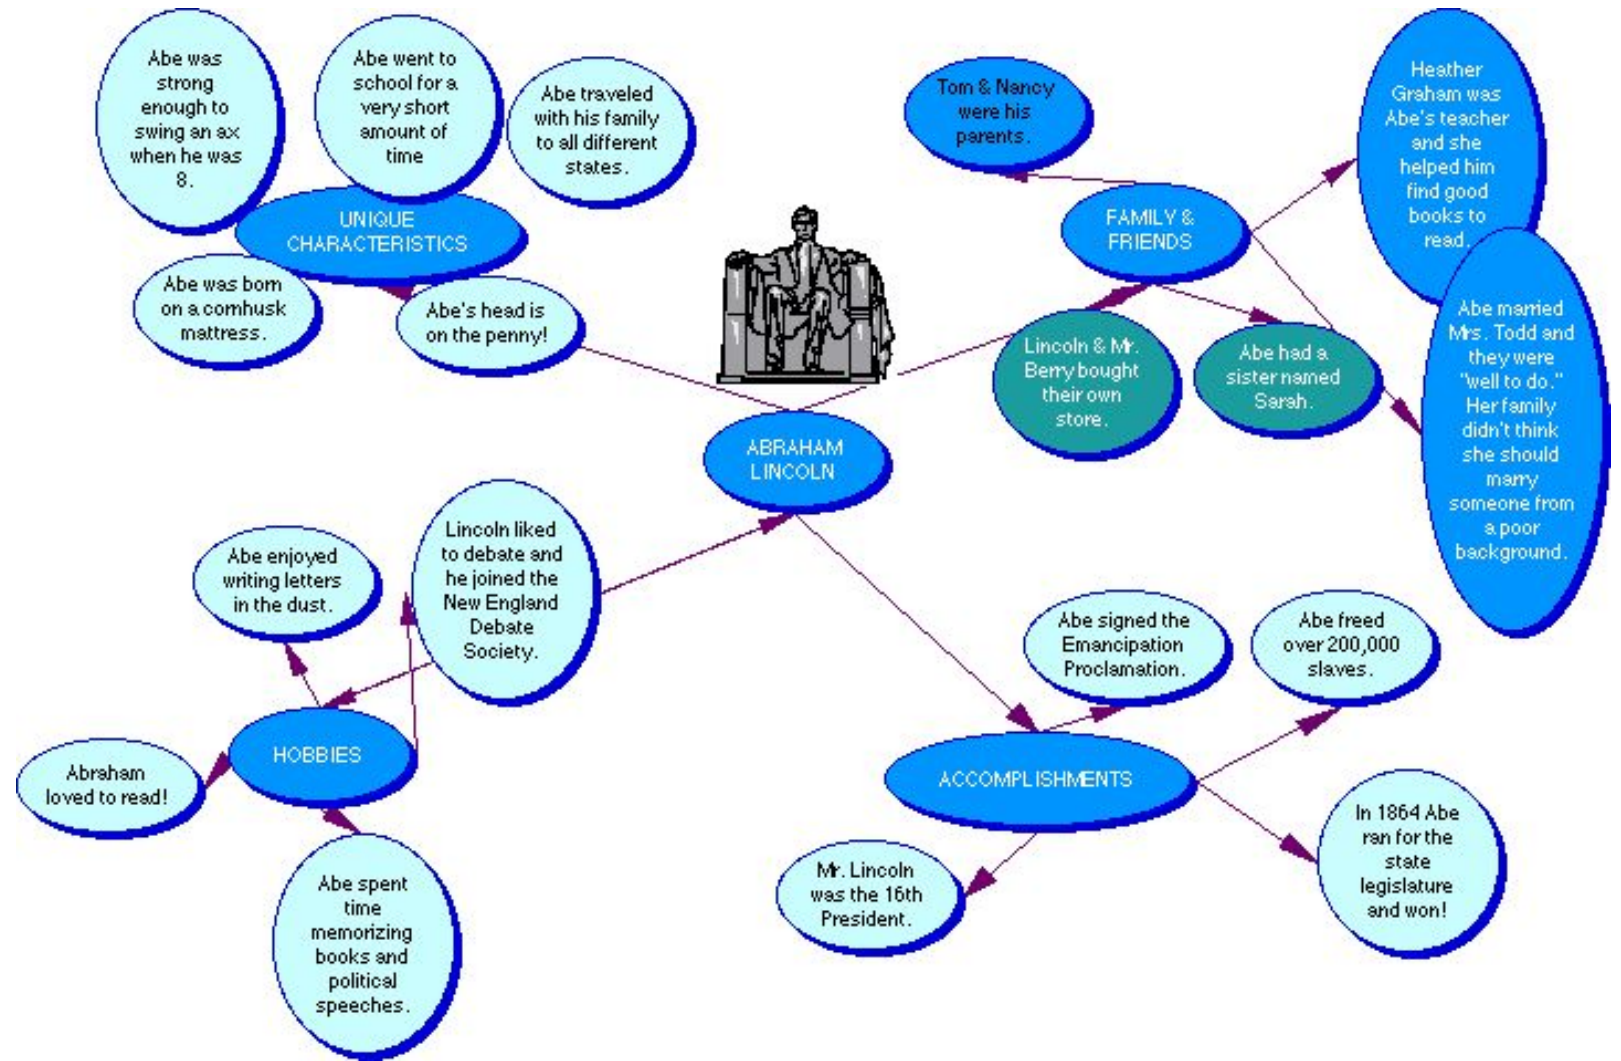 Abe was
strong
enough to
swing an ax
when he was
8.
Abe went to
school for a
very short
amount of
time
Abe traveled
with his family
to all different
states.
UNIQUE
CHARACTERISTICS
Abe was born
on a cornhusk
mattress.
Abe's head is
on the penny!
Tom & Nancy
were his
parents.
Heather
Graham was
Abe's teacher
and she
helped him
find good
books to
read.
FAMILY &
FRIENDS
Lincoln & Mr.
Berry bought
their own
store.
Abe had a
sister named
Sarah.
Abe married
Mrs. Todd and
they were
"well to do."
Her family
didn't think
she should
marry
someone from
a poor
background.
ABRAHAM
LINCOLN
Abe enjoyed
writing letters
in the dust.
Lincoln liked
to debate and
he joined the
New England
Debate
Society.
HOBBIES
Abraham
loved to read!
Abe spent
time
memorizing
books and
political
speeches.
Abe signed the
Emancipation
Proclamation.
Abe freed
over 200,000
slaves.
ACCOMPLISHMENTS
Mr. Lincoln
was the 16th
President.
In 1864 Abe
ran for the
state
legislature
and won!